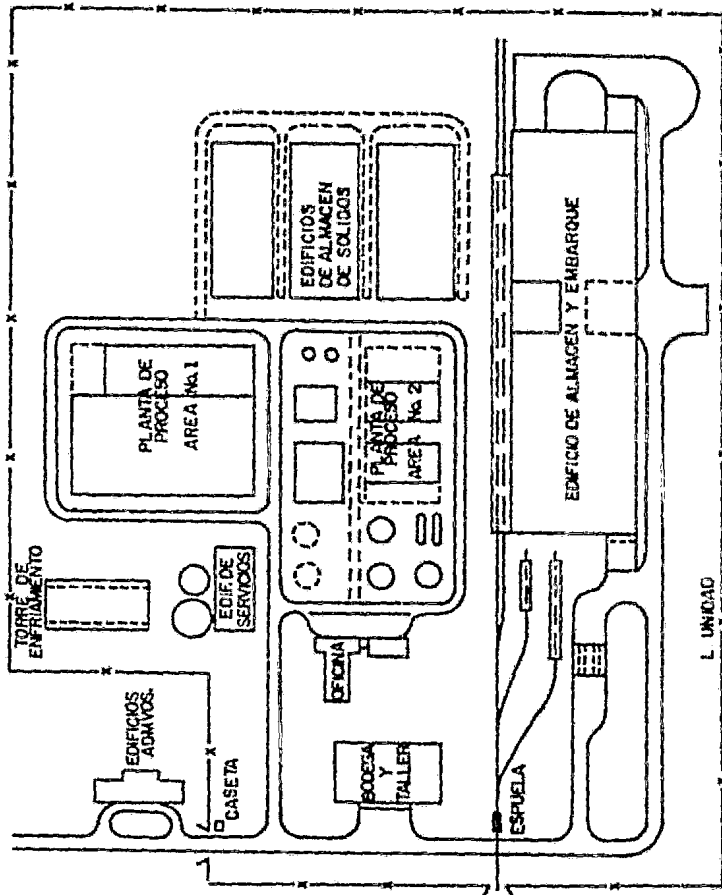 TORRE DE
ENFRIAMIENTO
EDIFICIOS
ADMVOS.
CASETA
EDIF. DE
SERVICIOS
PLANTA DE
PROCESO
AREA No.1
EDIFICIOS
DE ALMACEN
DE SOLIDOS
PLANTA DE
PROCESO
AREA No. 2
OFICINA
BODEGA
Y
TALLER
ESPUELA
EDIFICIO DE ALMACEN Y EMBARQUE
L. UNIDAD